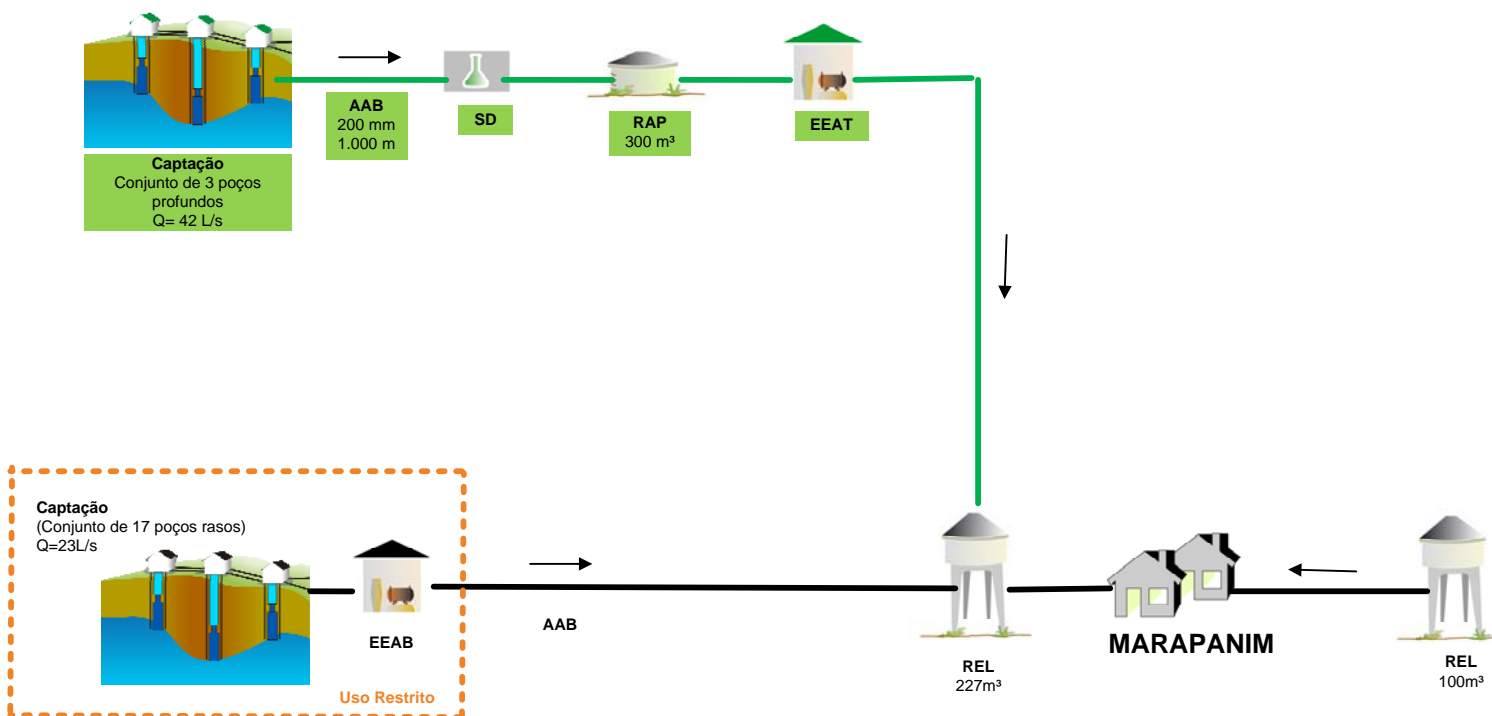 AAB
200 mm
1.000 m
SD
RAP
300 m³
EEAT
Captação
Conjunto de 3 poços
profundos
Q= 42 L/s
Captação
(Conjunto de 17 poços rasos)
Q=23L/s
EEAB
Uso Restrito
AAB
REL
227m³
MARAPANIM
REL
100m³